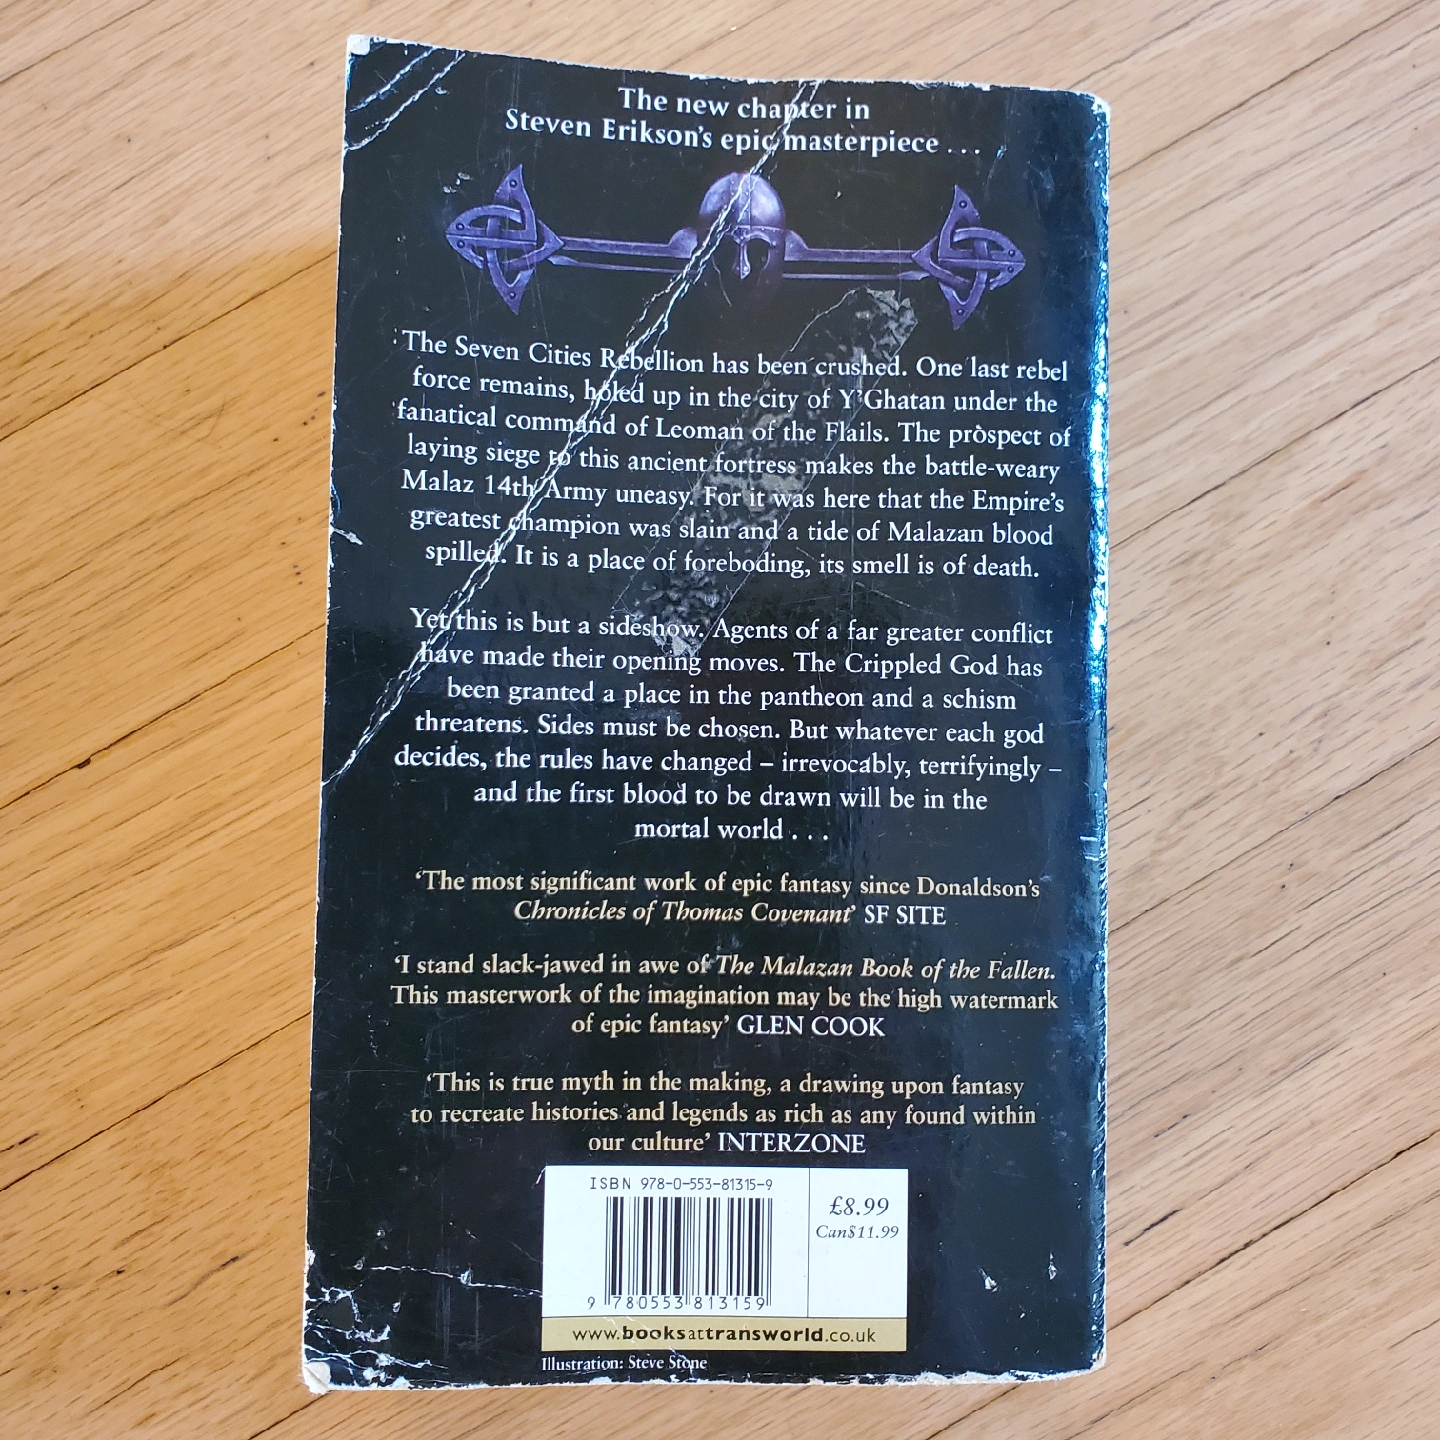 The new chapter in
Steven Erikson's epic masterpiece . . .
The Seven Cities Rebellion has been crushed. One last rebel
force remains, holed up in the city of Y'Ghatan under the
fanatical command of Leoman of the Flails. The prospect of
laying siege to this ancient fortress makes the battle-weary
Malaz 14th Army uneasy. For it was here that the Empire's
greatest champion was slain and a tide of Malazan blood
spilled. It is a place of foreboding, its smell is of death.
Yet this is but a sideshow. Agents of a far greater conflict
have made their opening moves. The Crippled God has
been granted a place in the pantheon and a schism
threatens. Sides must be chosen. But whatever each god
decides, the rules have changed – irrevocably, terrifyingly –
and the first blood to be drawn will be in the
mortal world . . .
'The most significant work of epic fantasy since Donaldson's
Chronicles of Thomas Covenant' SF SITE
'I stand slack-jawed in awe of The Malazan Book of the Fallen.
This masterwork of the imagination may be the high watermark
of epic fantasy' GLEN COOK
'This is true myth in the making, a drawing upon fantasy
to recreate histories and legends as rich as any found within
our culture' INTERZONE
ISBN 978-0-553-81315-9
£8.99
Can$11.99
9 780553 813159
www.booksattransworld.co.uk
Illustration: Steve Stone